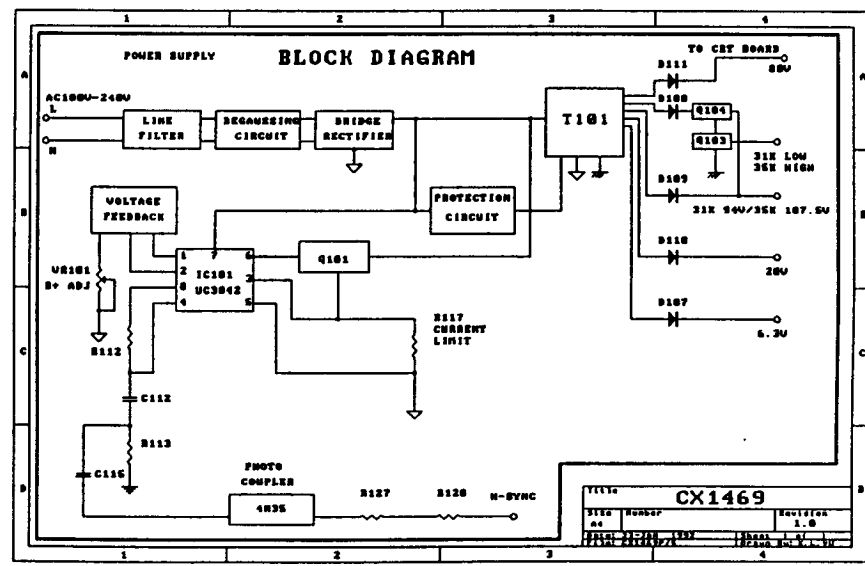 1 2 3 4
POWER SUPPLY
BLOCK DIAGRAM
TO CRT BOARD
A A
AC100V-240V
L
N
LINE FILTER
DEGAUSSING CIRCUIT
BRIDGE RECTIFIER
T101
D111
80V
D108
Q104
Q103
31K LOW
35K HIGH
D109
31K 94V/35K 107.5V
B B
VOLTAGE FEEDBACK
PROTECTION CIRCUIT
1 7 6
2 IC101 3
8 UC3842
4 5
Q101
D110
20V
VR101
B+ ADJ
D107
6.3V
R117
CURRENT
LIMIT
C C
R112
C112
R113
C115
D D
PHOTO
COUPLER
4N35
R127
R128
H-SYNC
Title
CX1469
Size
A4
Number
Revision
1.0
Date:
Sheet
File:
Drawn By:
1 2 3 4